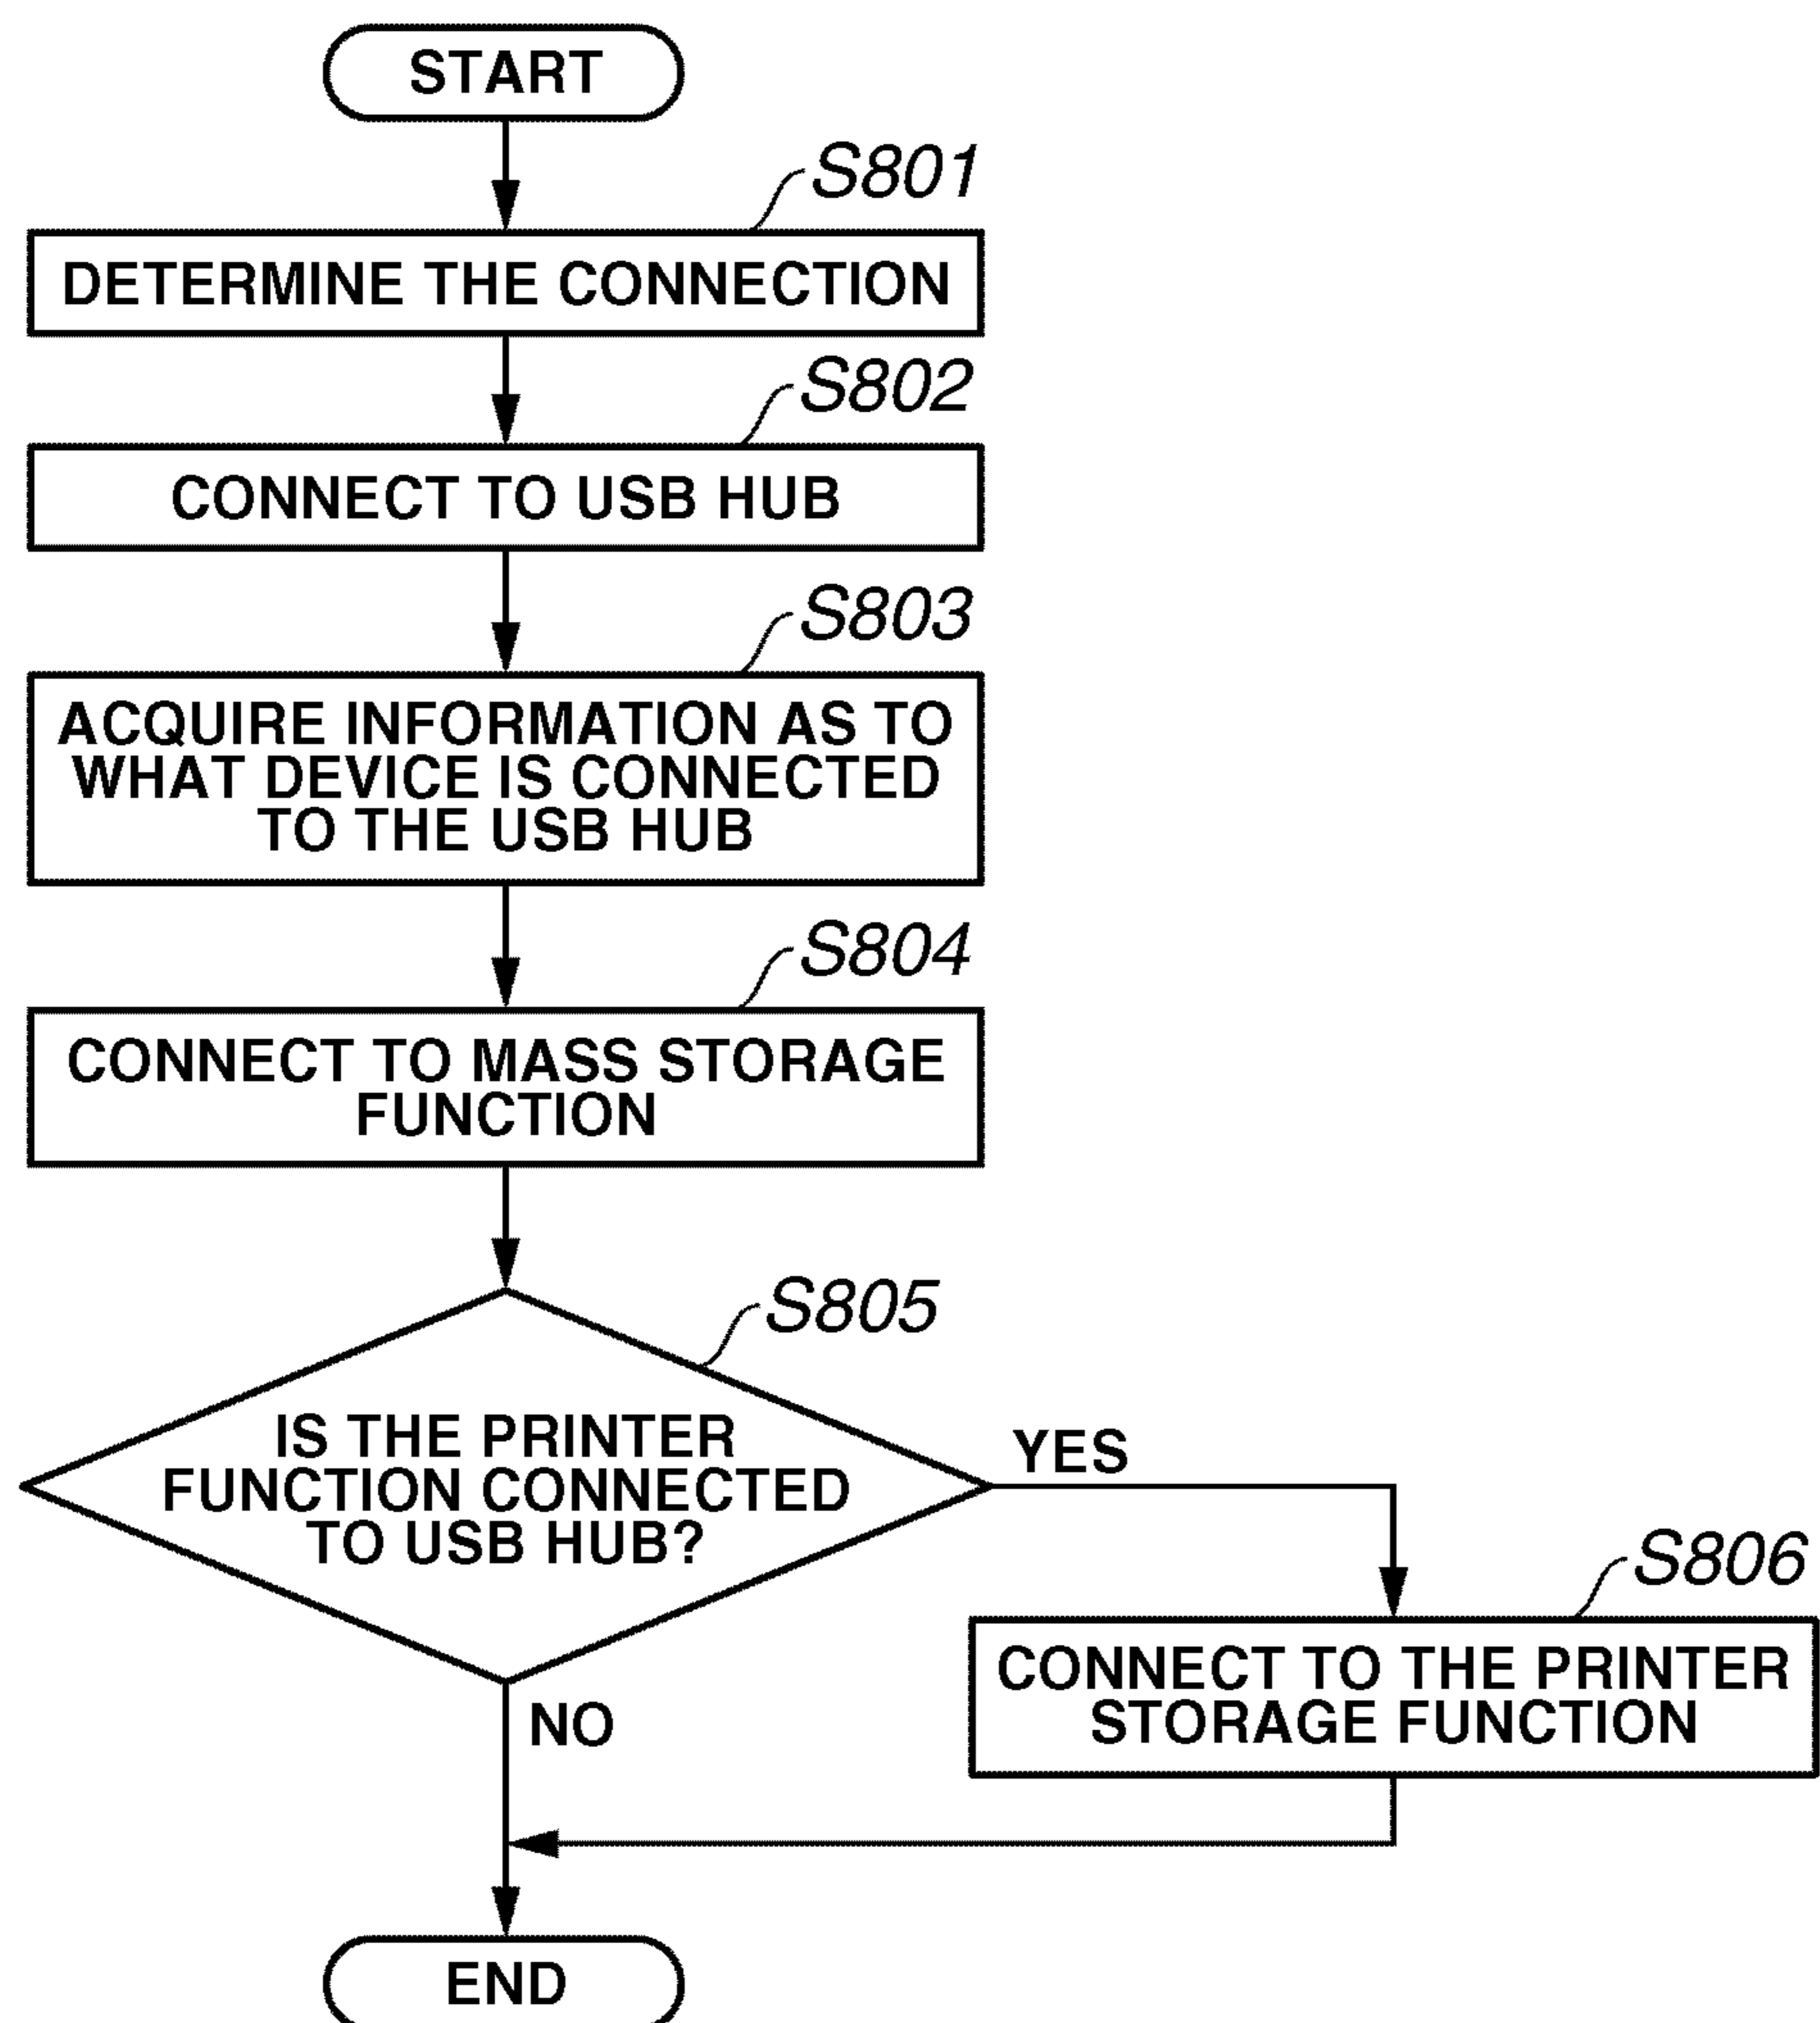 START
S801
DETERMINE THE CONNECTION
S802
CONNECT TO USB HUB
S803
ACQUIRE INFORMATION AS TO
WHAT DEVICE IS CONNECTED
TO THE USB HUB
S804
CONNECT TO MASS STORAGE
FUNCTION
S805
IS THE PRINTER
FUNCTION CONNECTED
TO USB HUB?
YES
S806
CONNECT TO THE PRINTER
STORAGE FUNCTION
NO
END